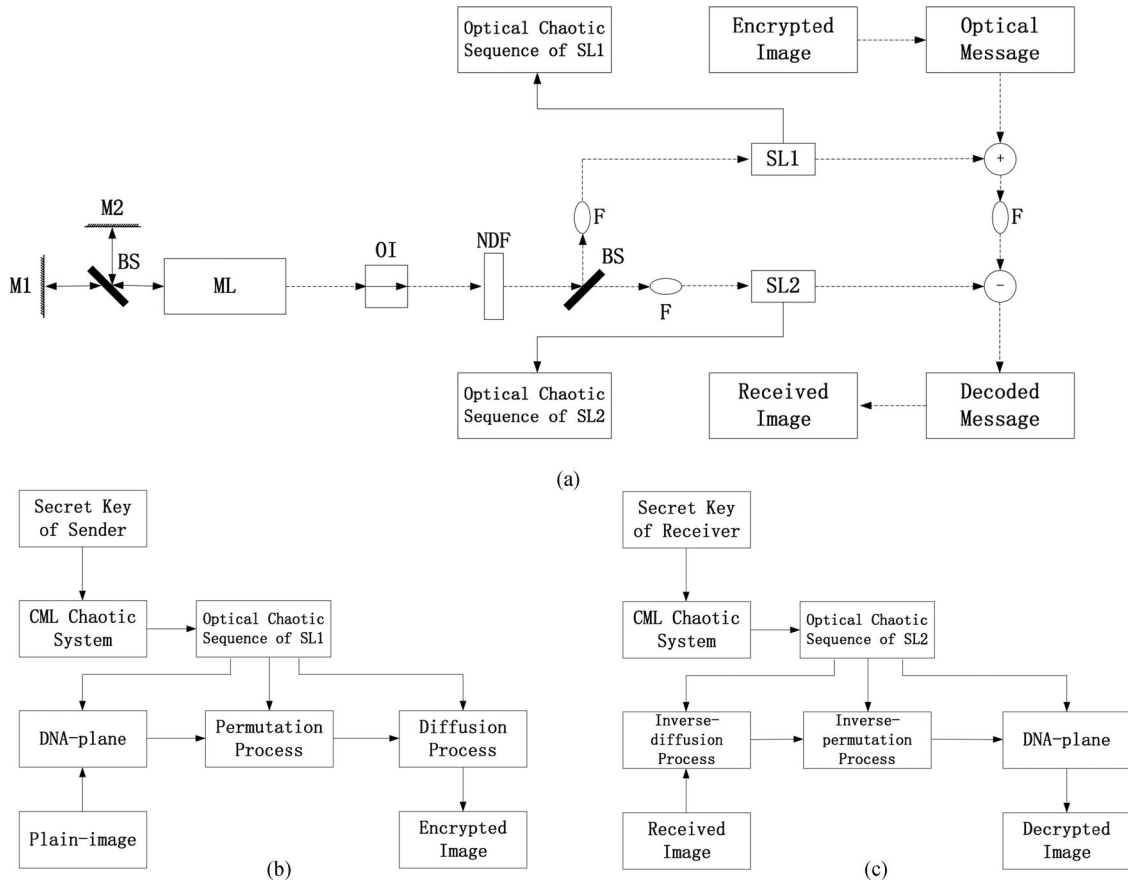 Optical Chaotic
Sequence of SL1
Encrypted
Image
Optical
Message
SL1
+
M2
BS
M1
ML
OI
NDF
F
BS
F
F
SL2
−
Optical Chaotic
Sequence of SL2
Received
Image
Decoded
Message
(a)
Secret Key
of Sender
CML Chaotic
System
Optical Chaotic
Sequence of SL1
DNA-plane
Permutation
Process
Diffusion
Process
Plain-image
Encrypted
Image
(b)
Secret Key
of Receiver
CML Chaotic
System
Optical Chaotic
Sequence of SL2
Inverse-
diffusion
Process
Inverse-
permutation
Process
DNA-plane
Received
Image
Decrypted
Image
(c)